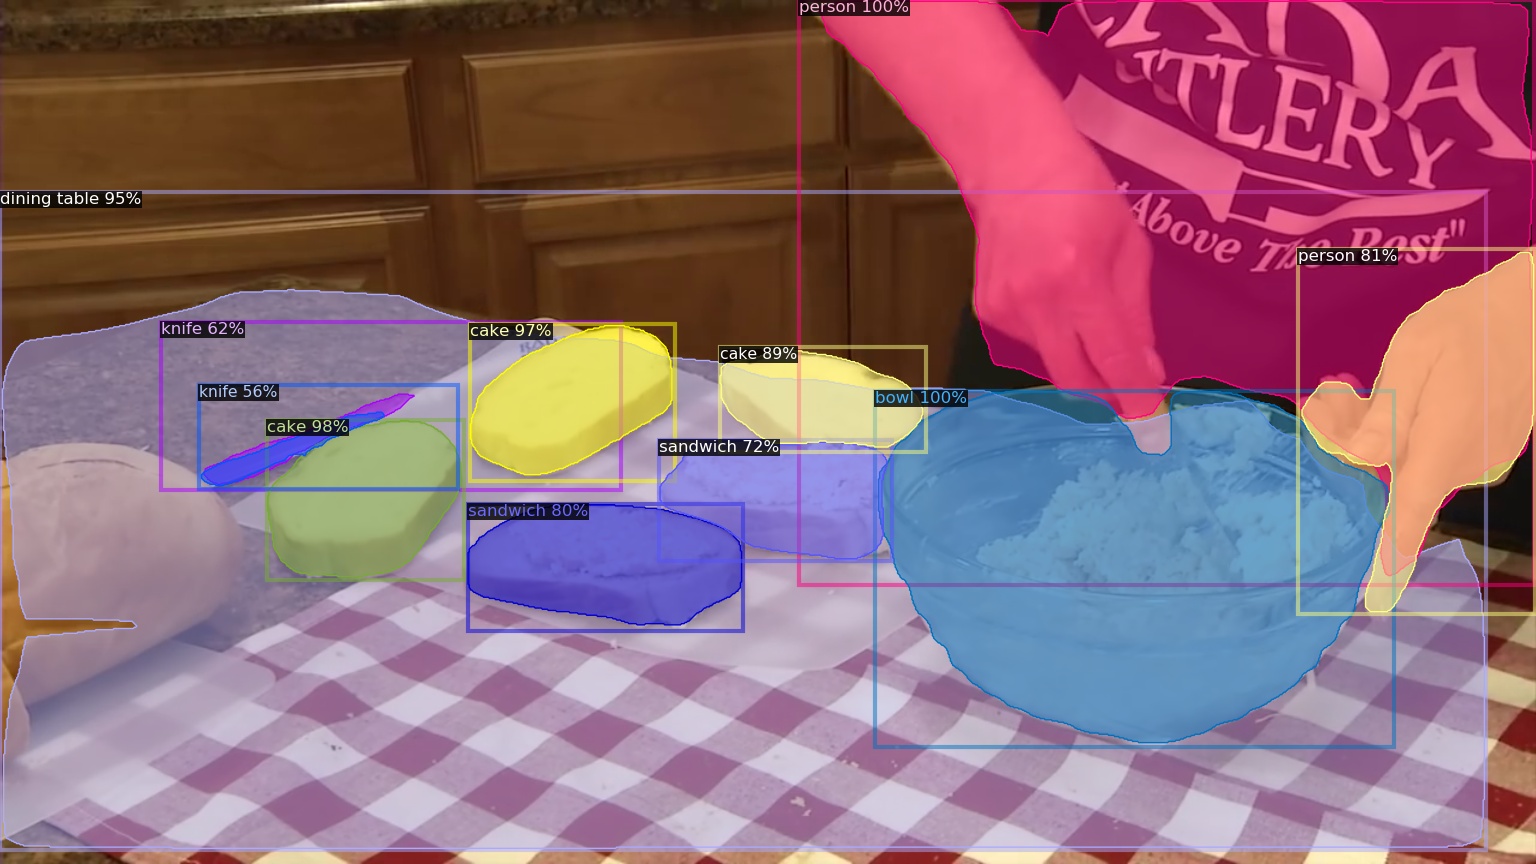 person 100%
ADA
UTLERY
"Above The Best"
dining table 95%
person 81%
knife 62%
cake 97%
cake 89%
knife 56%
bowl 100%
cake 98%
sandwich 72%
sandwich 80%